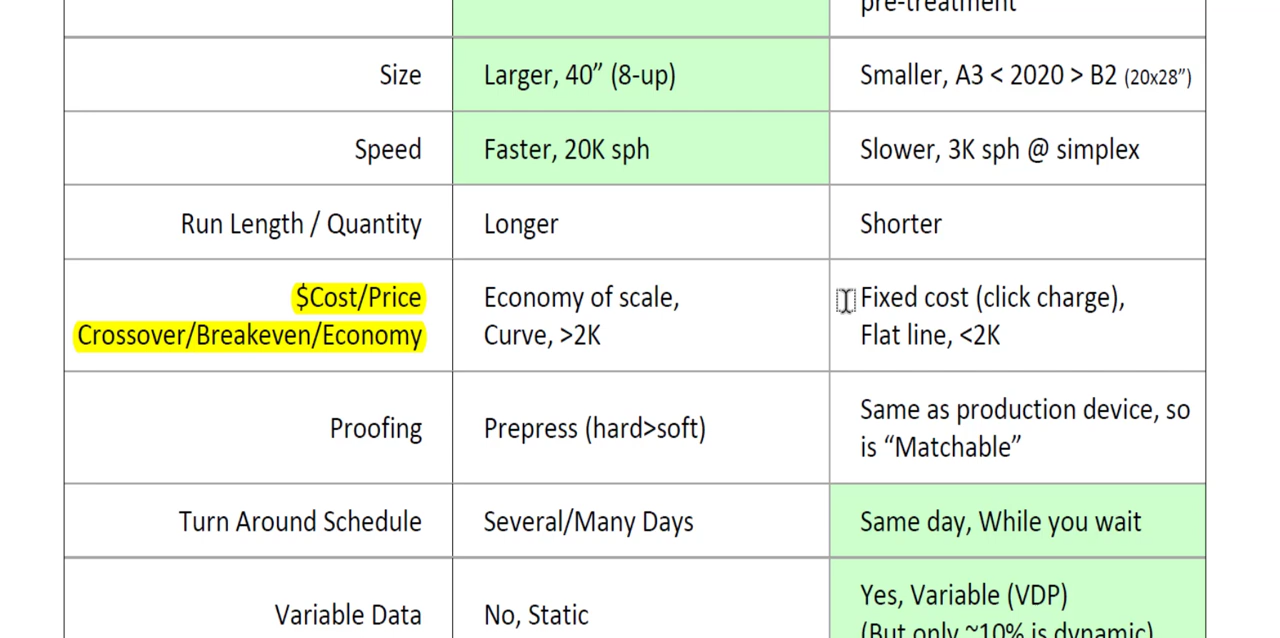 pre-treatment
Size
Larger, 40” (8-up)
Smaller, A3 < 2020 > B2 (20x28”)
Speed
Faster, 20K sph
Slower, 3K sph @ simplex
Run Length / Quantity
Longer
Shorter
$Cost/Price
Crossover/Breakeven/Economy
Economy of scale,
Curve, >2K
Fixed cost (click charge),
Flat line, <2K
Proofing
Prepress (hard>soft)
Same as production device, so
is “Matchable”
Turn Around Schedule
Several/Many Days
Same day, While you wait
Variable Data
No, Static
Yes, Variable (VDP)
(But only ~10% is dynamic)